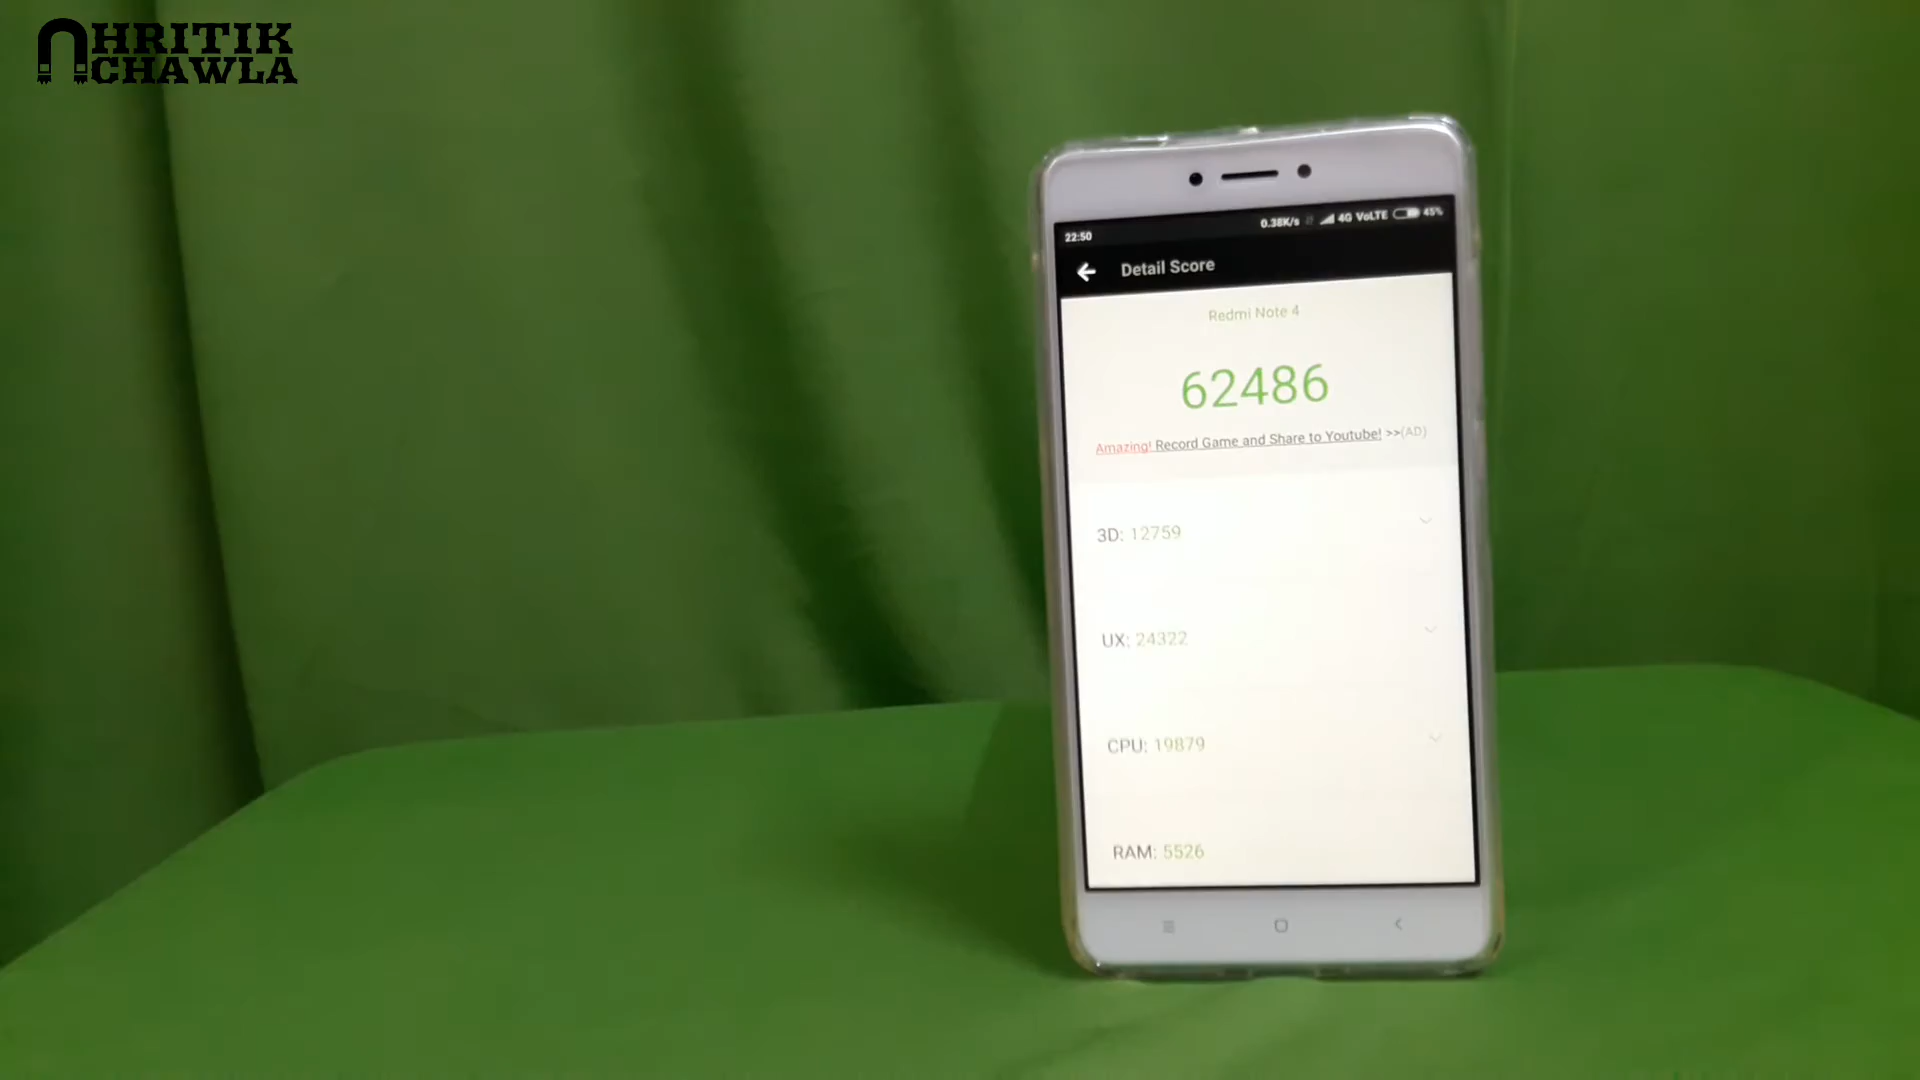 HRITIK
CHAWLA
22:50
0.38K/s 4G VoLTE 45%
Detail Score
Redmi Note 4
62486
Amazing! Record Game and Share to Youtube! >>(AD)
3D: 12759
UX: 24322
CPU: 19879
RAM: 5526